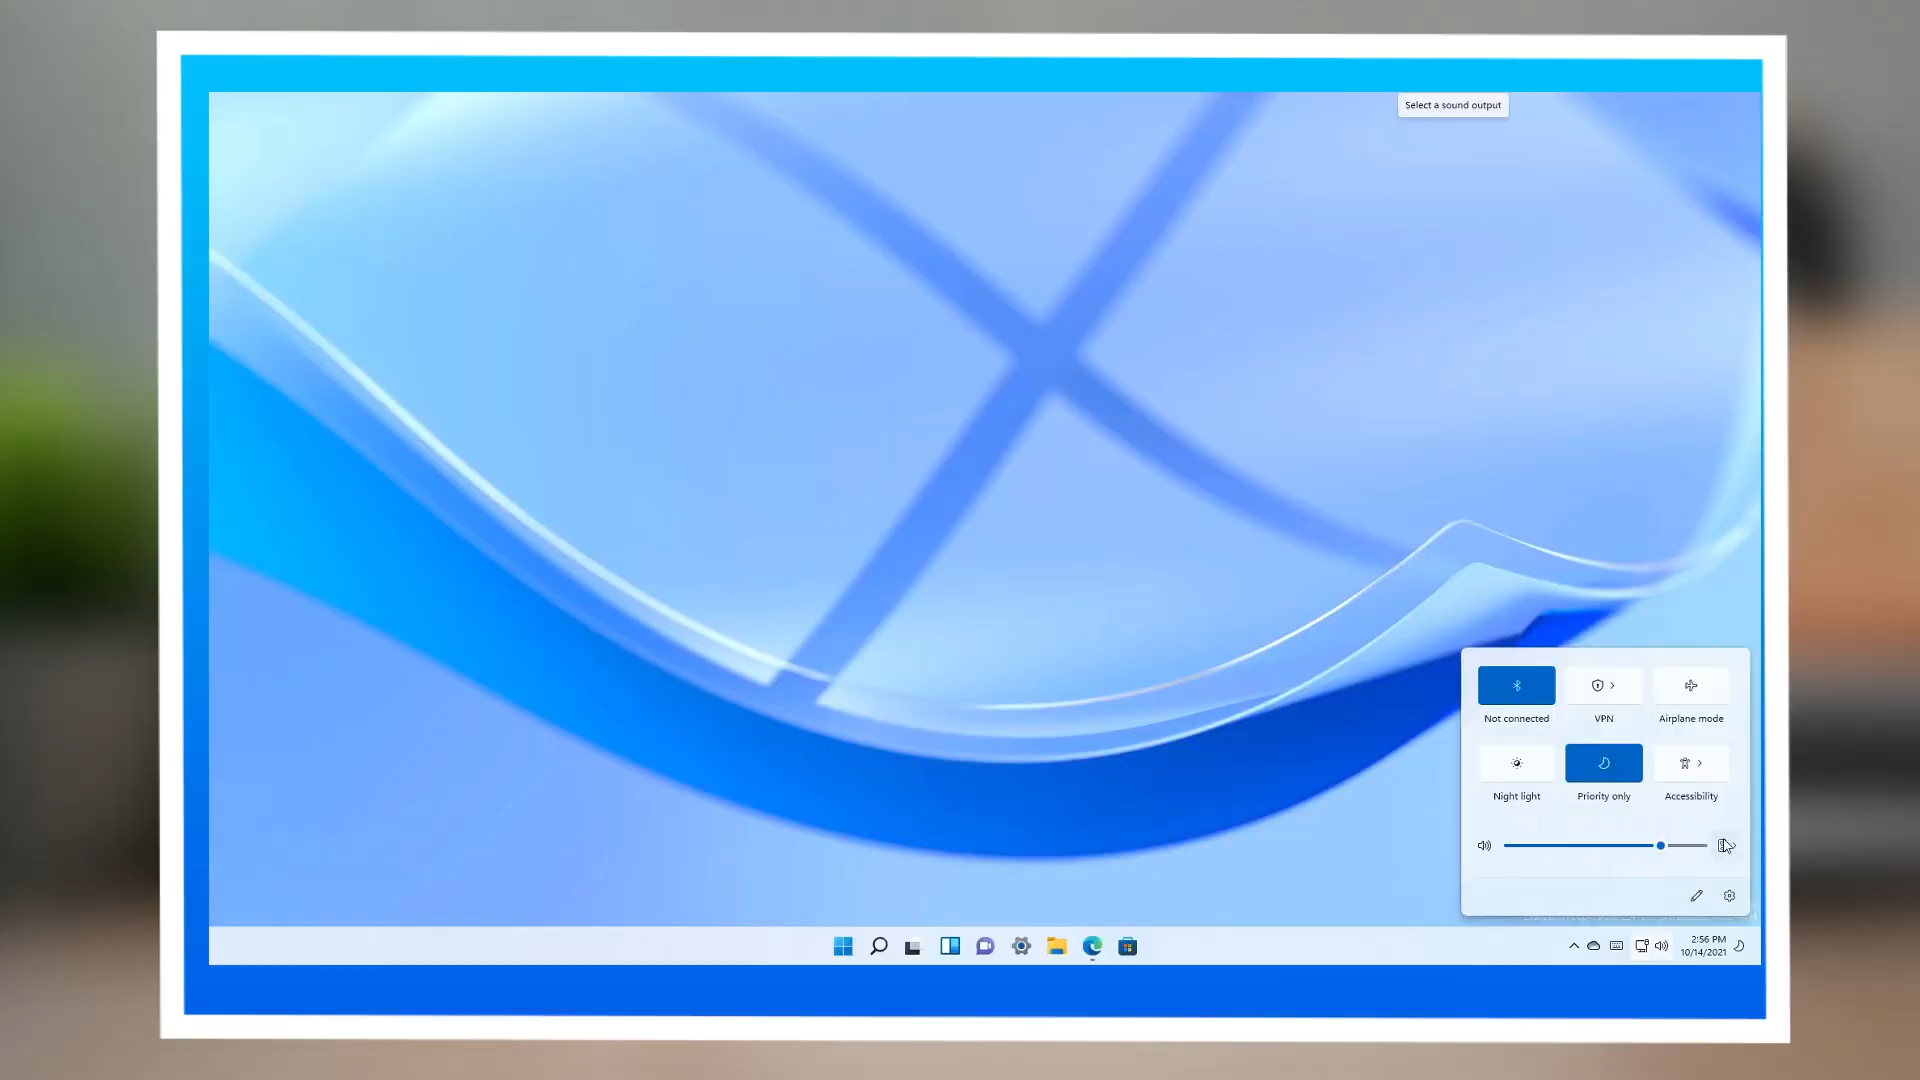 Select a sound output
Not connected
VPN
Airplane mode
Night light
Priority only
Accessibility
2:56 PM
10/14/2021